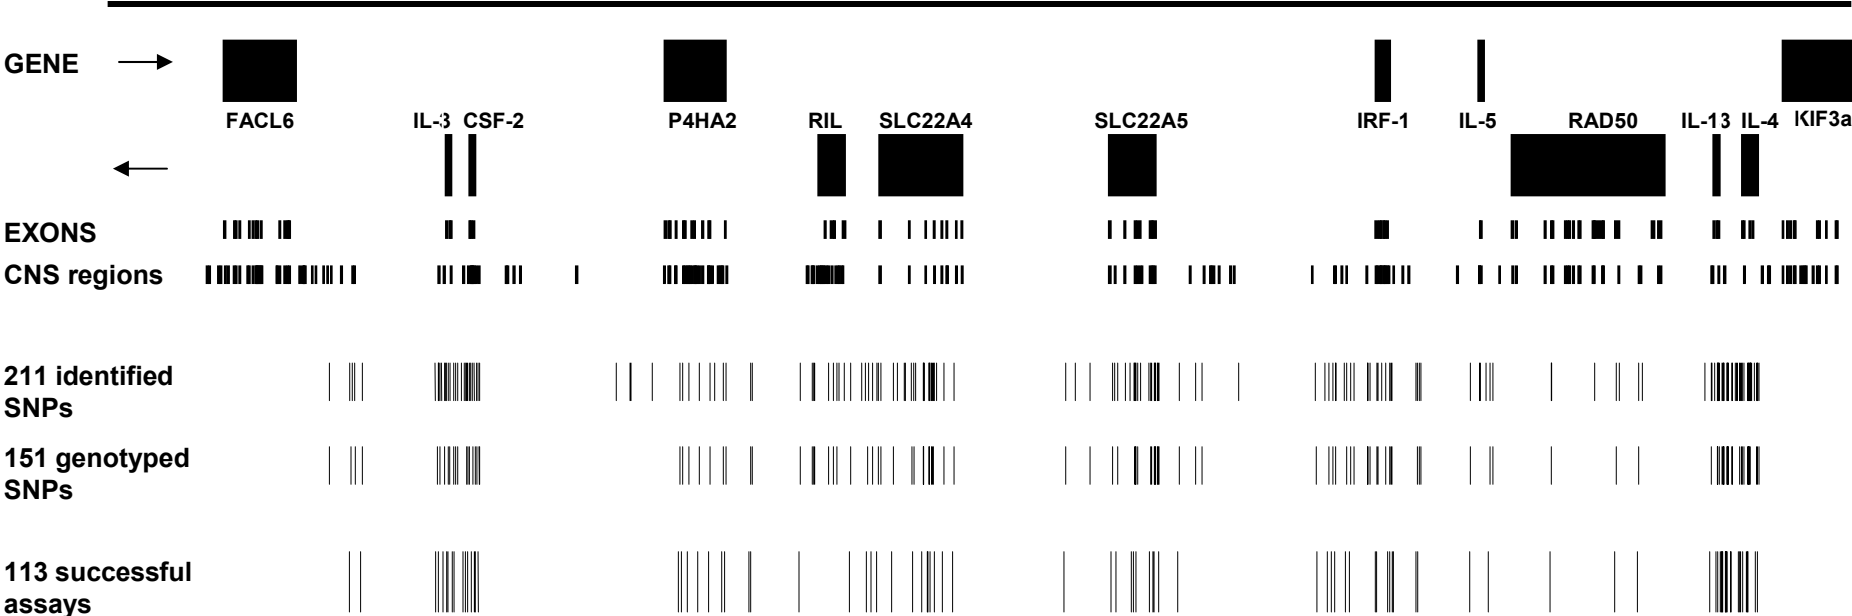 GENE
FACL6 IL-3 CSF-2 P4HA2 RIL SLC22A4 SLC22A5 IRF-1 IL-5 RAD50 IL-13 IL-4 KIF3a
EXONS
CNS regions
211 identified
SNPs
151 genotyped
SNPs
113 successful
assays